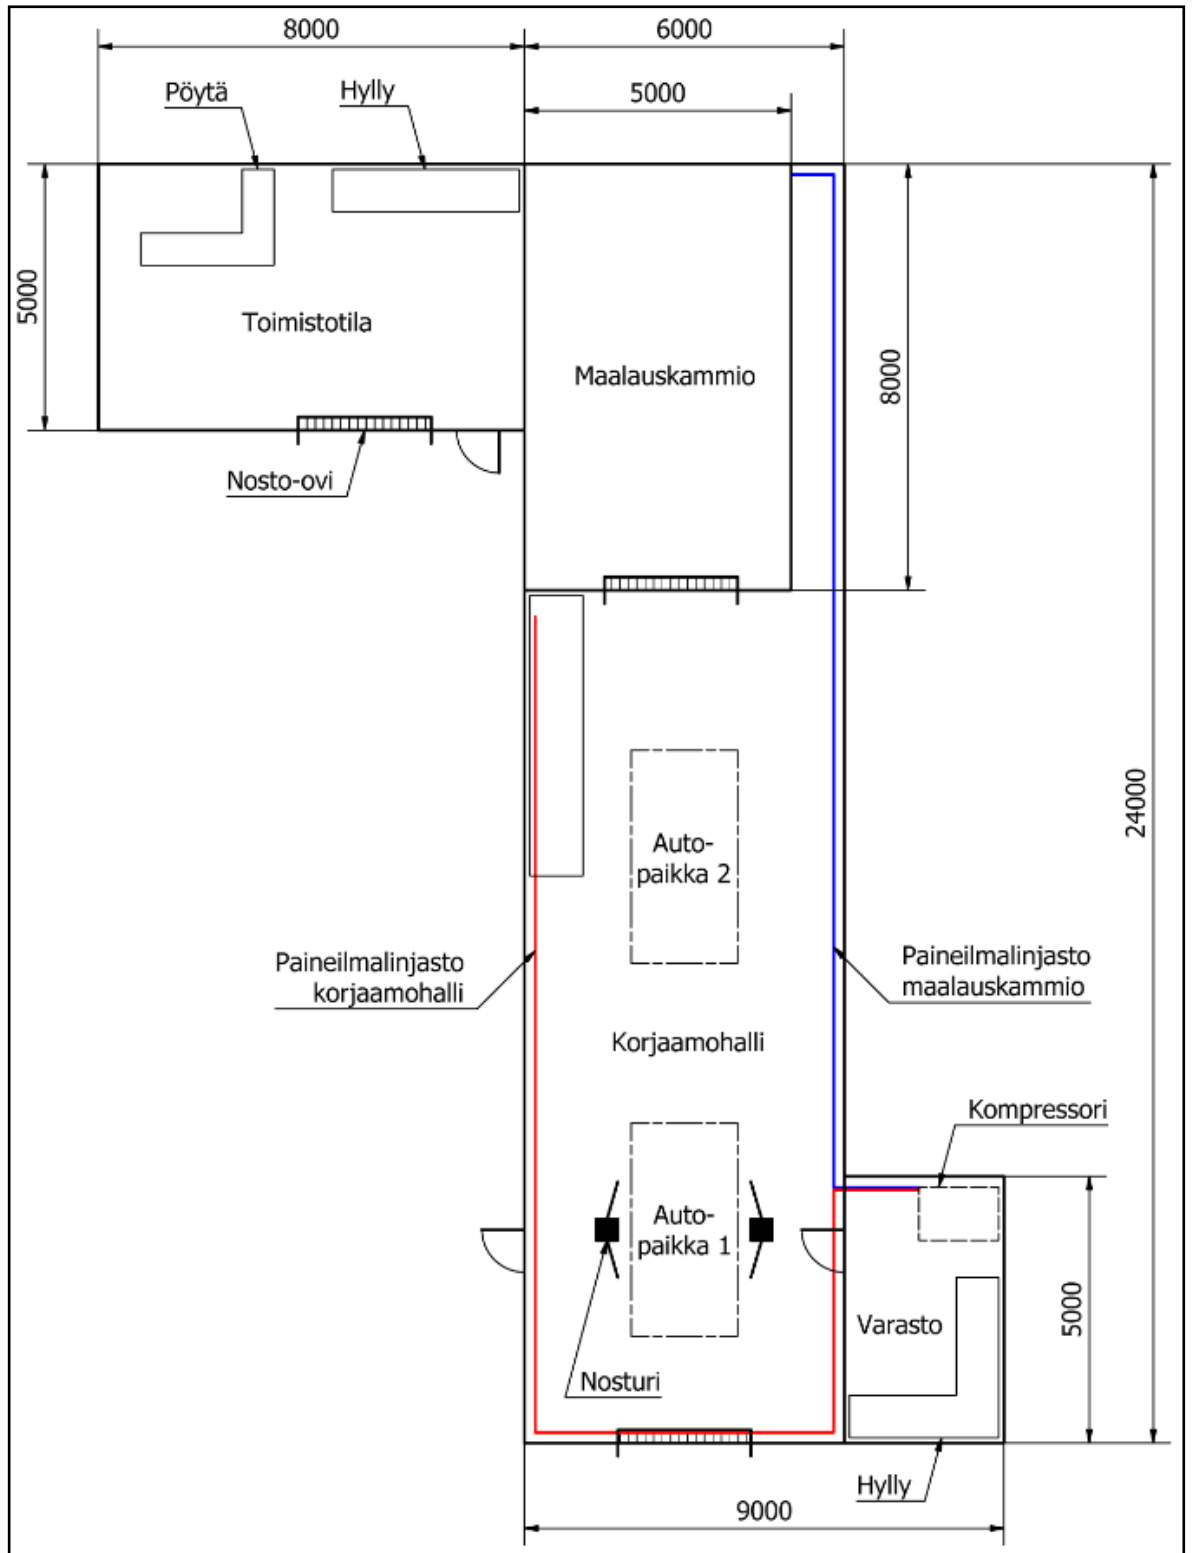 8000
6000
Pöytä
Hylly
5000
5000
Toimistotila
Maalauskammio
8000
Nosto-ovi
24000
Auto-
paikka 2
Paineilmalinjasto
korjaamohalli
Paineilmalinjasto
maalauskammio
Korjaamohalli
Kompressori
Auto-
paikka 1
Varasto
5000
Nosturi
Hylly
9000